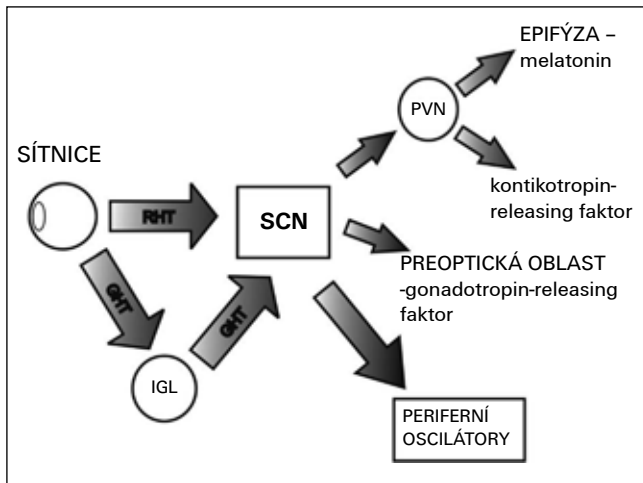 EPIFÝZA –
melatonin
PVN
SÍTNICE
kontikotropin-
releasing faktor
RHT
SCN
PREOPTICKÁ OBLAST
-gonadotropin-releasing
faktor
GHT
GHT
IGL
PERIFERNÍ
OSCILÁTORY